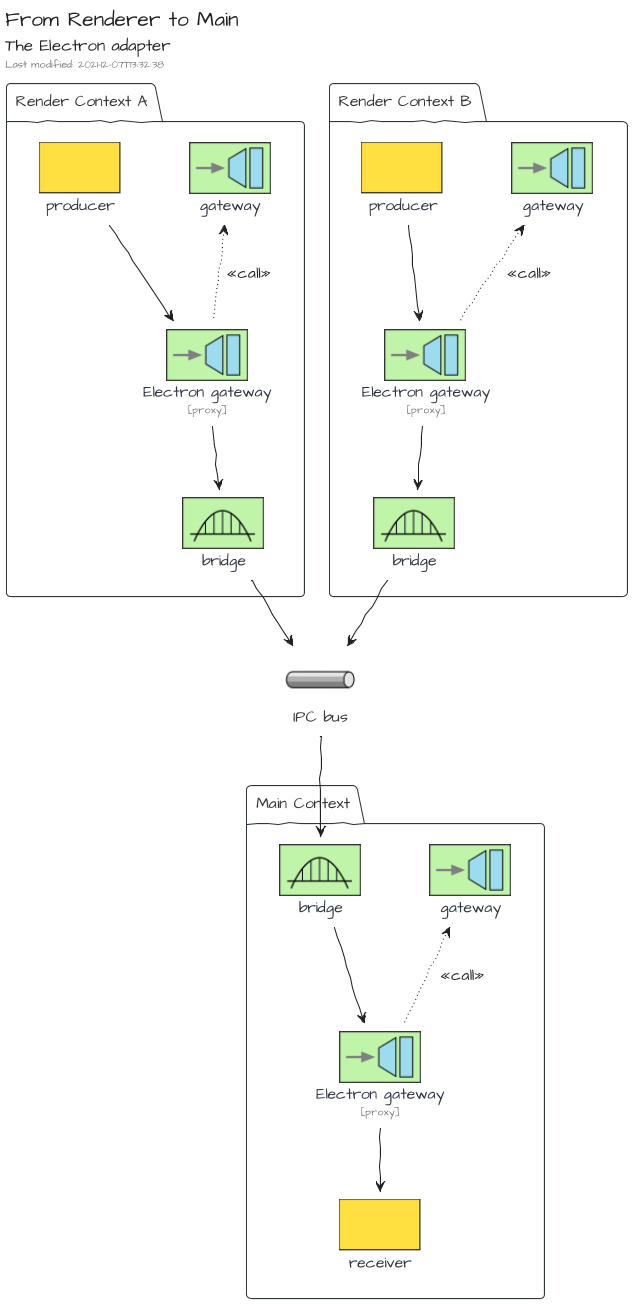 From Renderer to Main
The Electron adapter
Last modified: 2021-12-07T13:32:38
Render Context A
Render Context B
producer
gateway
producer
gateway
«call»
«call»
Electron gateway
[proxy]
Electron gateway
[proxy]
bridge
bridge
IPC bus
Main Context
bridge
gateway
«call»
Electron gateway
[proxy]
receiver